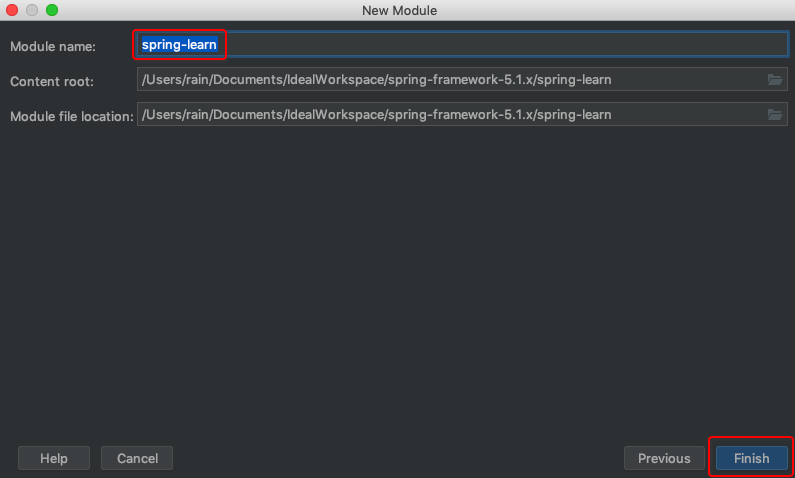 New Module
Module name: spring-learn
Content root: /Users/rain/Documents/IdealWorkspace/spring-framework-5.1.x/spring-learn
Module file location: /Users/rain/Documents/IdealWorkspace/spring-framework-5.1.x/spring-learn
Help Cancel Previous Finish